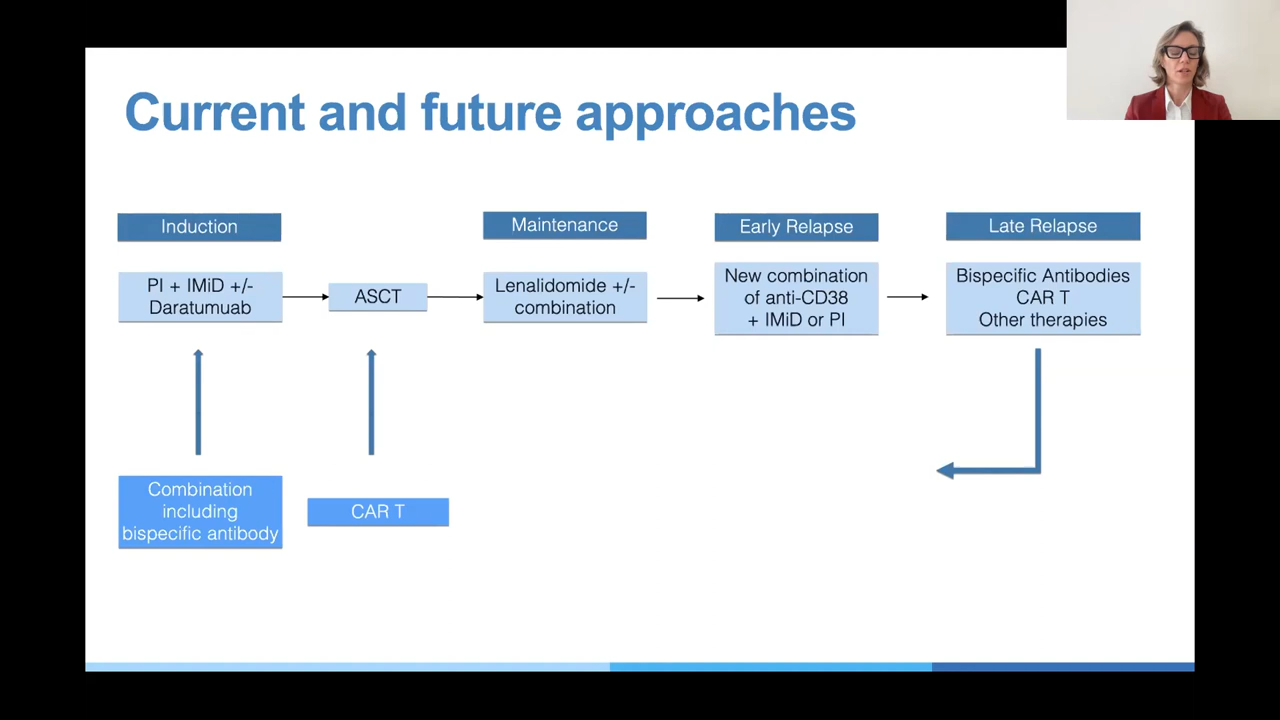 Current and future approaches
Induction
PI + IMiD +/-
Daratumuab
ASCT
Maintenance
Lenalidomide +/-
combination
Early Relapse
New combination
of anti-CD38
+ IMiD or PI
Late Relapse
Bispecific Antibodies
CAR T
Other therapies
Combination
including
bispecific antibody
CAR T